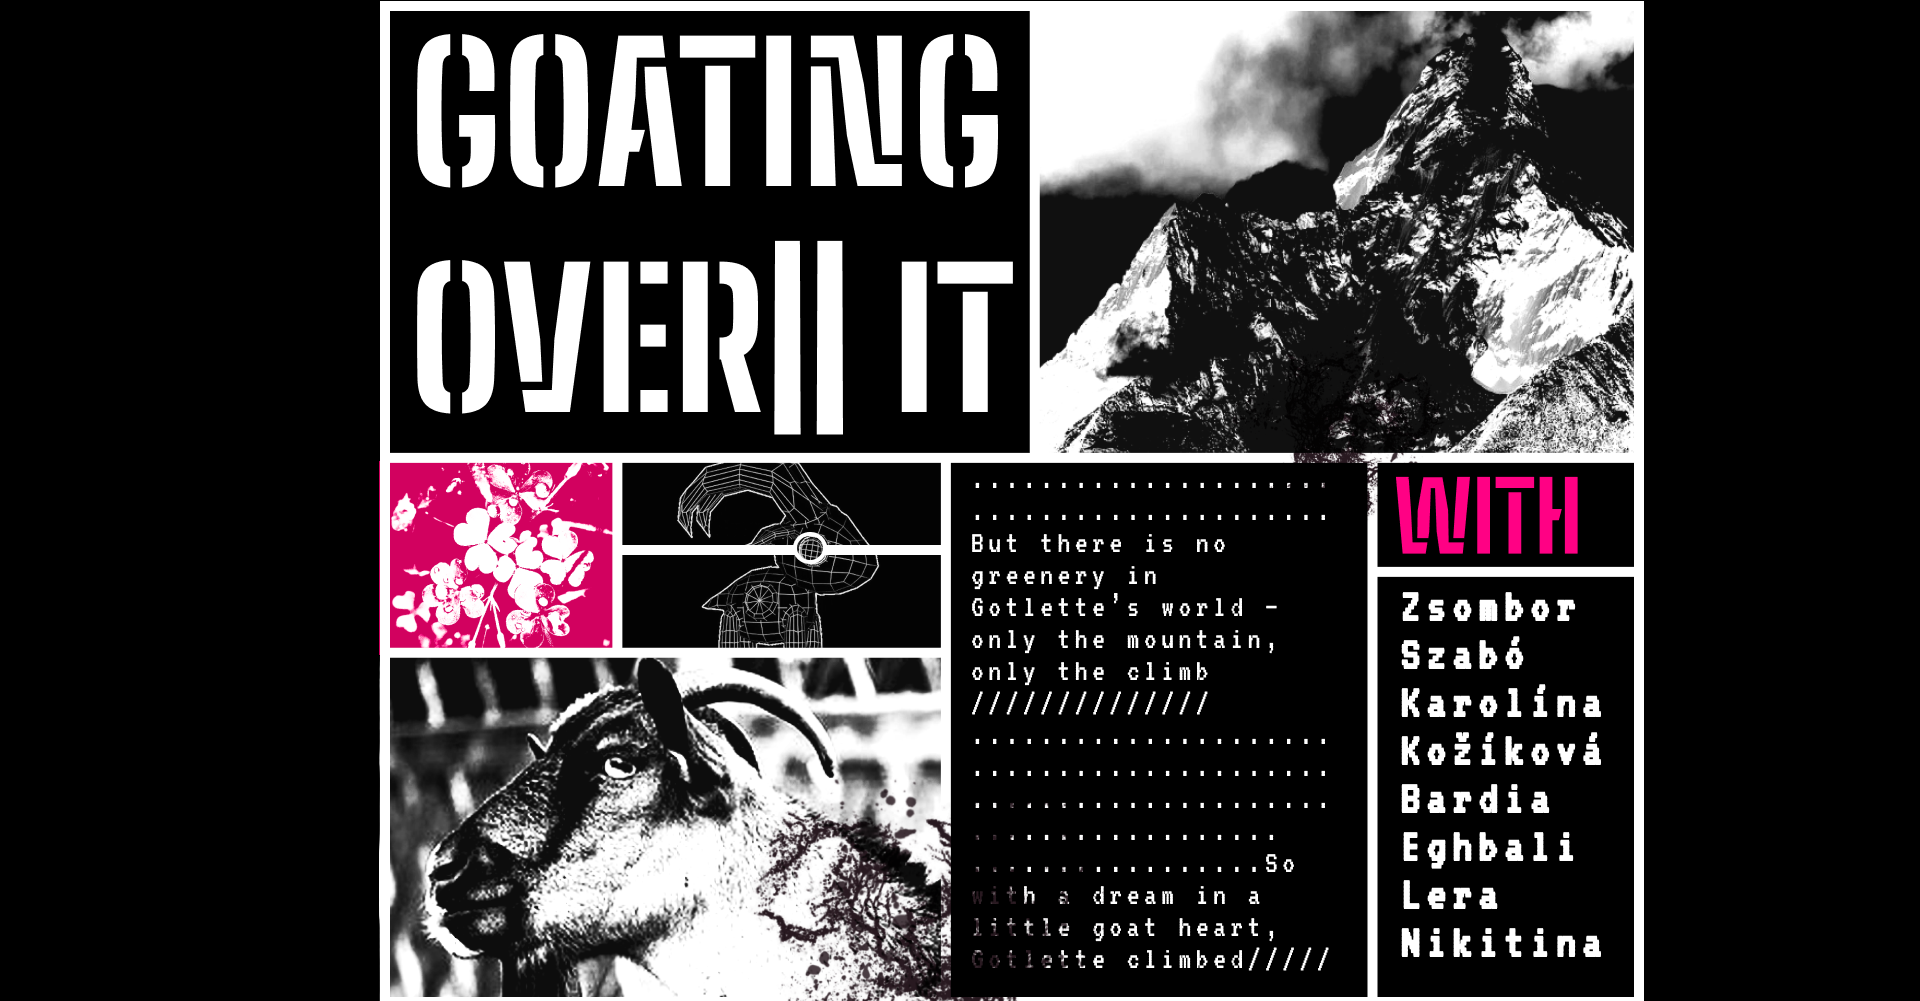 GOATING
OVER|| IT
. . . . . . . . . . . . . . . . . . . . .
. . . . . . . . . . . . . . . . . . . . .
But there is no
greenery in
Gotlette's world –
only the mountain,
only the climb
//////////////
. . . . . . . . . . . . . . . . . . . . .
. . . . . . . . . . . . . . . . . . . . .
. . . . . . . . . . . . . . . . . . . . .
. . . . . . . . . . . . . . . . . .
. . . . . . . . . . . . . . . . .So
with a dream in a
little goat heart,
Gotlette climbed/////
WITH
Zsombor
Szabó
Karolína
Kožíková
Bardia
Eghbali
Lera
Nikitina